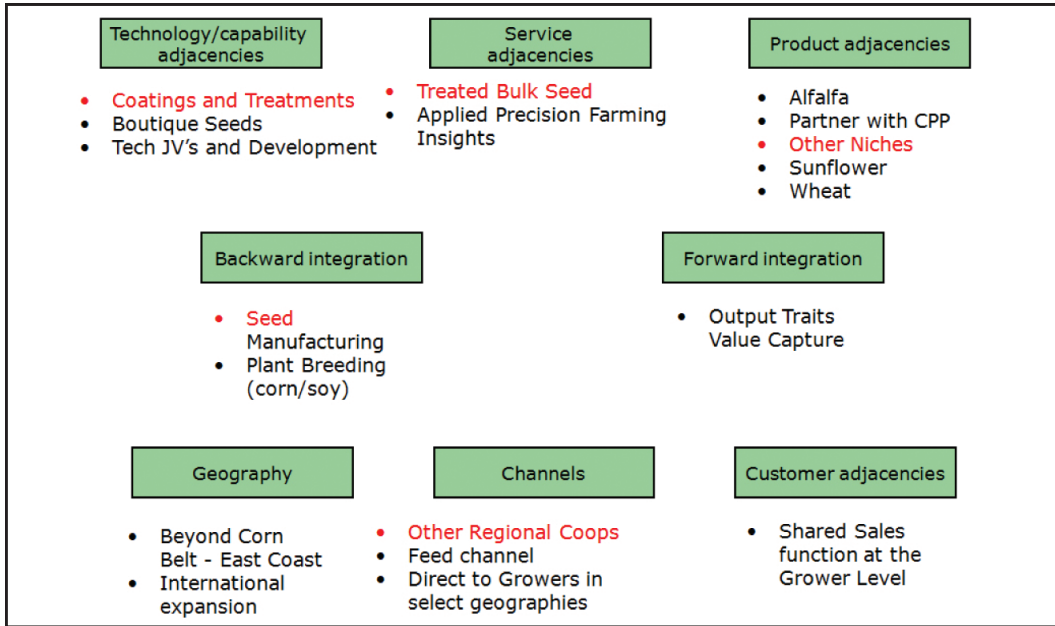 Technology/capability
adjacencies
• Coatings and Treatments
• Boutique Seeds
• Tech JV's and Development
Service
adjacencies
• Treated Bulk Seed
• Applied Precision Farming
Insights
Product adjacencies
• Alfalfa
• Partner with CPP
• Other Niches
• Sunflower
• Wheat
Backward integration
• Seed
Manufacturing
• Plant Breeding
(corn/soy)
Forward integration
• Output Traits
Value Capture
Geography
• Beyond Corn
Belt - East Coast
• International
expansion
Channels
• Other Regional Coops
• Feed channel
• Direct to Growers in
select geographies
Customer adjacencies
• Shared Sales
function at the
Grower Level